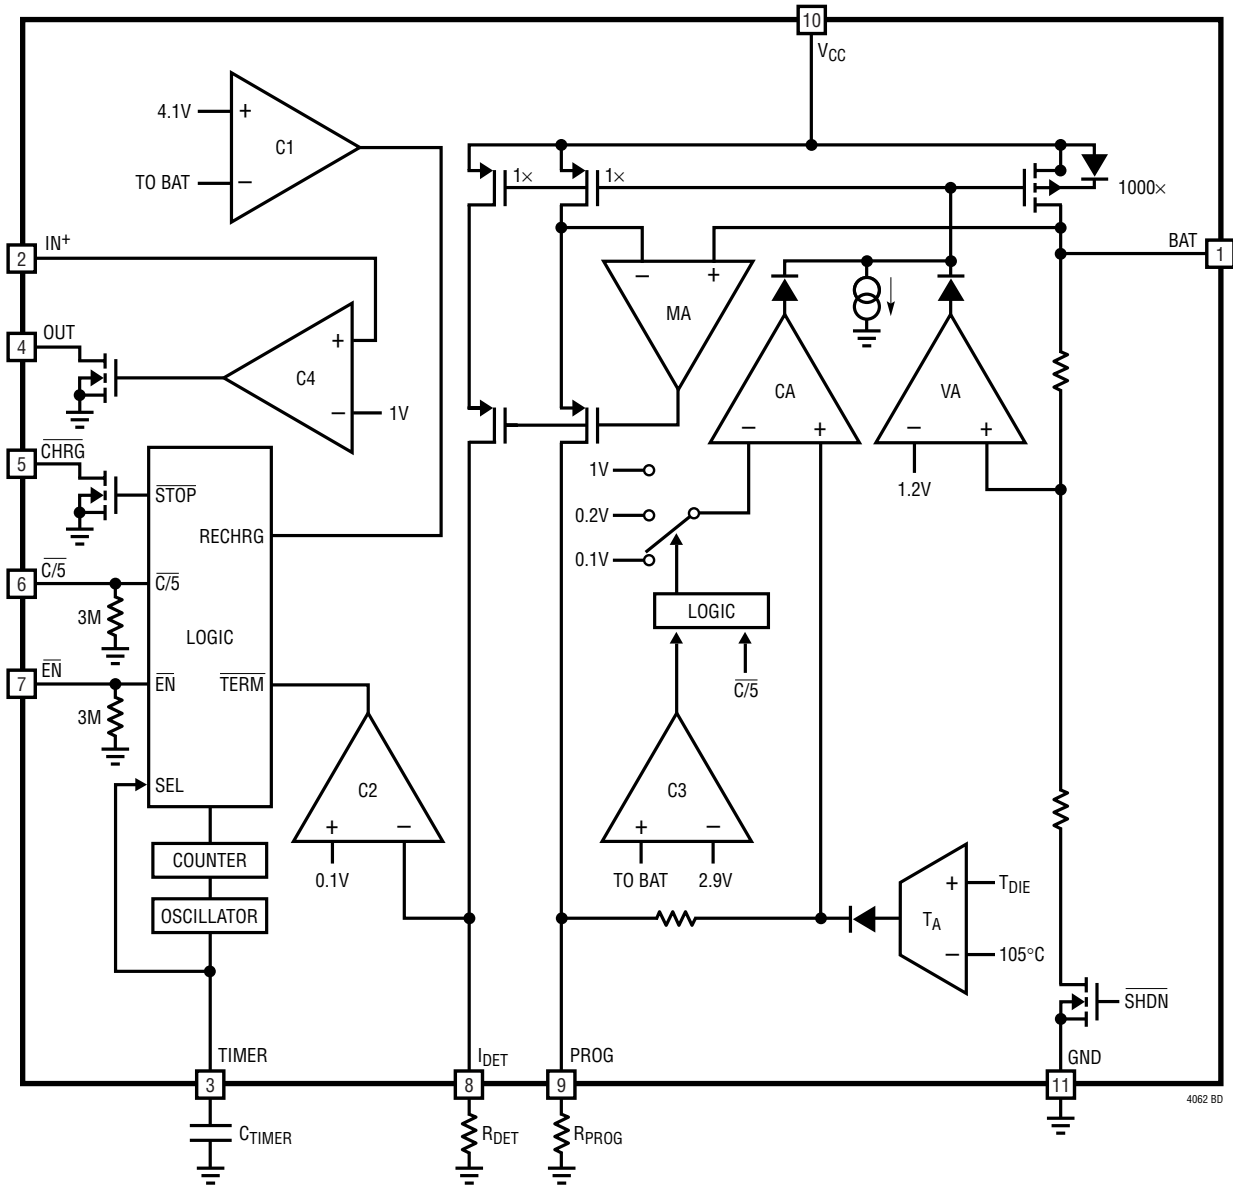 10
VCC
4.1V
+
C1
TO BAT
−
1×
1×
1000×
2
IN+
BAT
1
−
+
MA
4
OUT
+
C4
−
1V
CA
VA
−
+
−
+
1.2V
5
CHRG
STOP
1V
0.2V
0.1V
RECHRG
6
C/5
C/5
3M
LOGIC
LOGIC
7
EN
EN
TERM
C/5
3M
SEL
C2
C3
+
−
+
−
0.1V
TO BAT
2.9V
COUNTER
OSCILLATOR
+
TDIE
TA
−
105°C
SHDN
TIMER
IDET
PROG
GND
3
8
9
11
4062 BD
CTIMER
RDET
RPROG